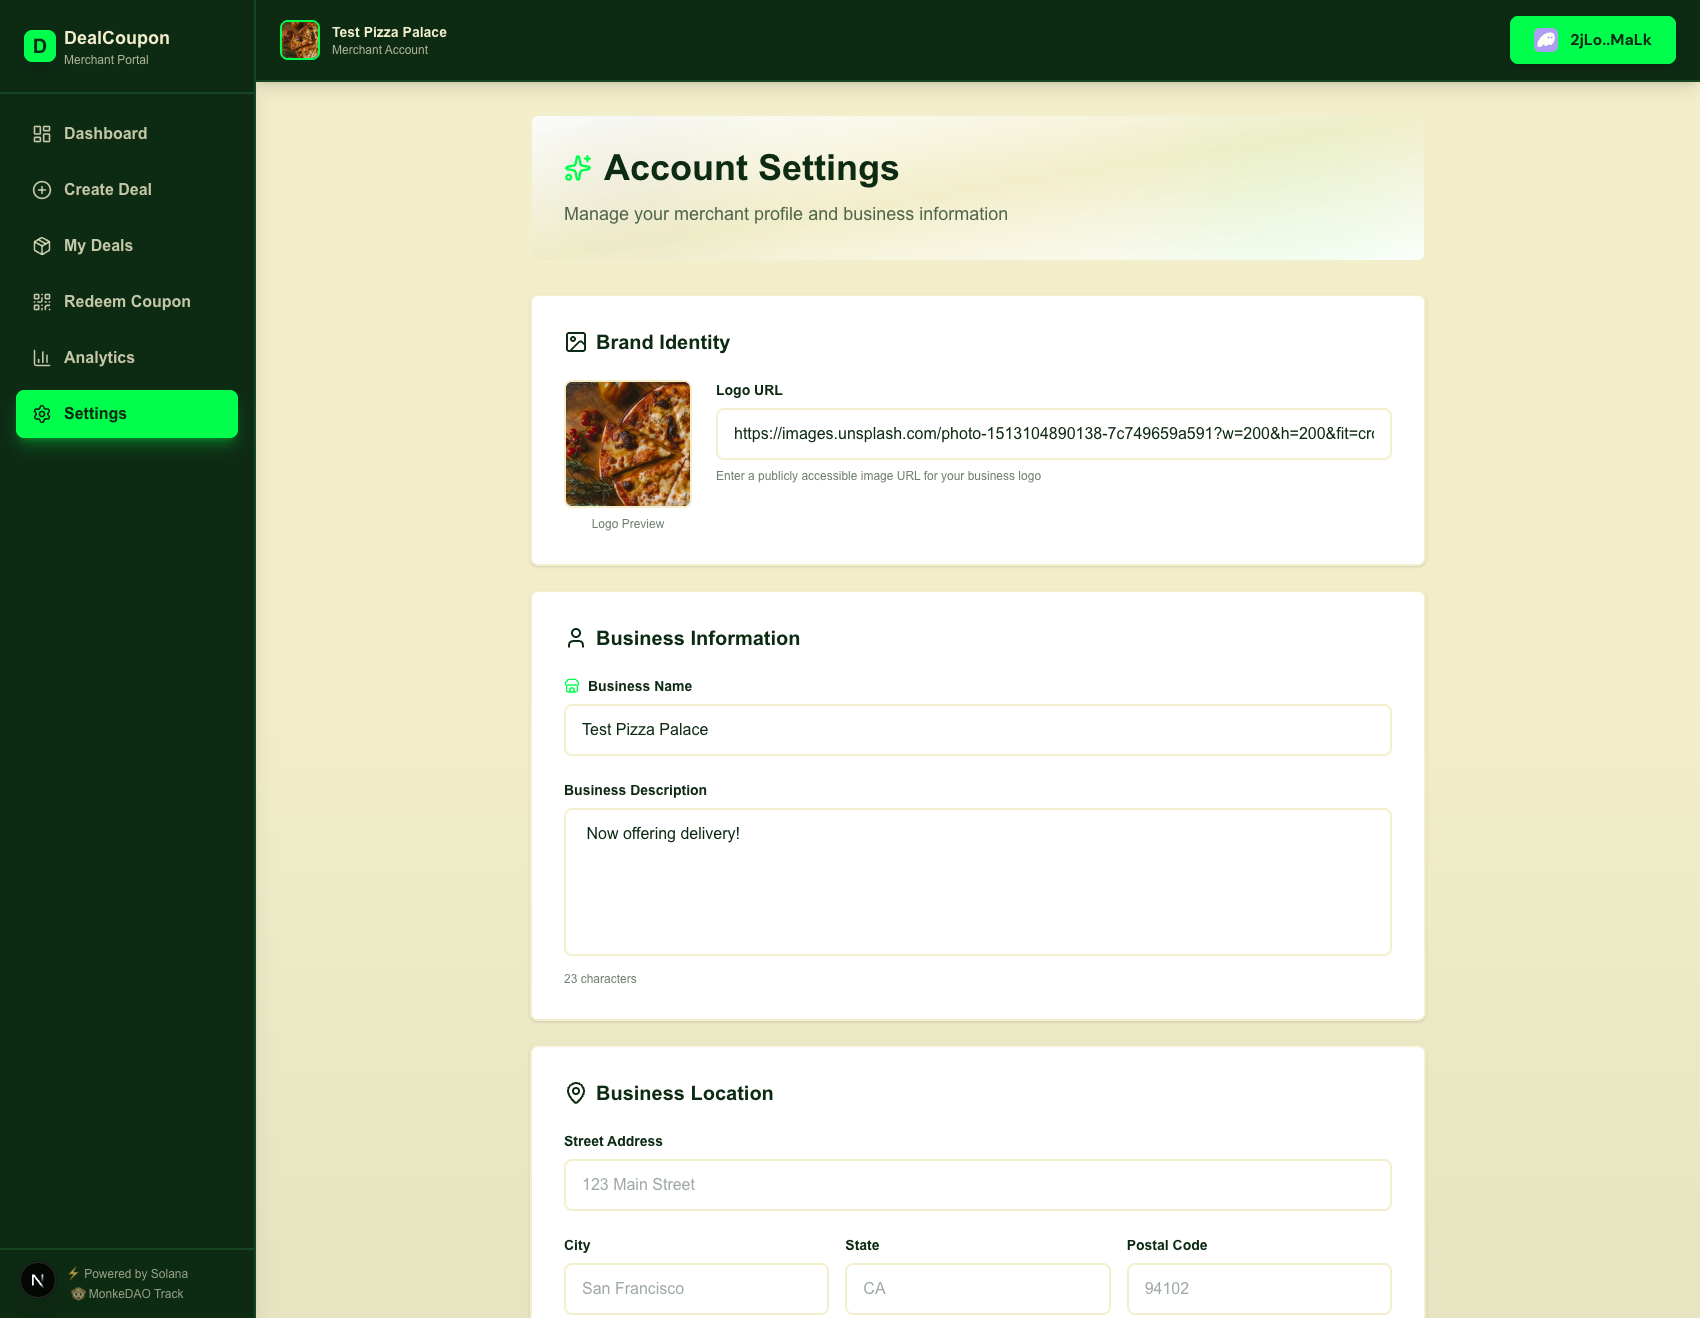 D
DealCoupon
Merchant Portal
Dashboard
Create Deal
My Deals
Redeem Coupon
Analytics
Settings
N
⚡ Powered by Solana
🐵 MonkeDAO Track
Test Pizza Palace
Merchant Account
2jLo..MaLk
Account Settings
Manage your merchant profile and business information
Brand Identity
Logo Preview
Logo URL
https://images.unsplash.com/photo-1513104890138-7c749659a591?w=200&h=200&fit=cro
Enter a publicly accessible image URL for your business logo
Business Information
Business Name
Test Pizza Palace
Business Description
Now offering delivery!
23 characters
Business Location
Street Address
123 Main Street
City
State
Postal Code
San Francisco
CA
94102